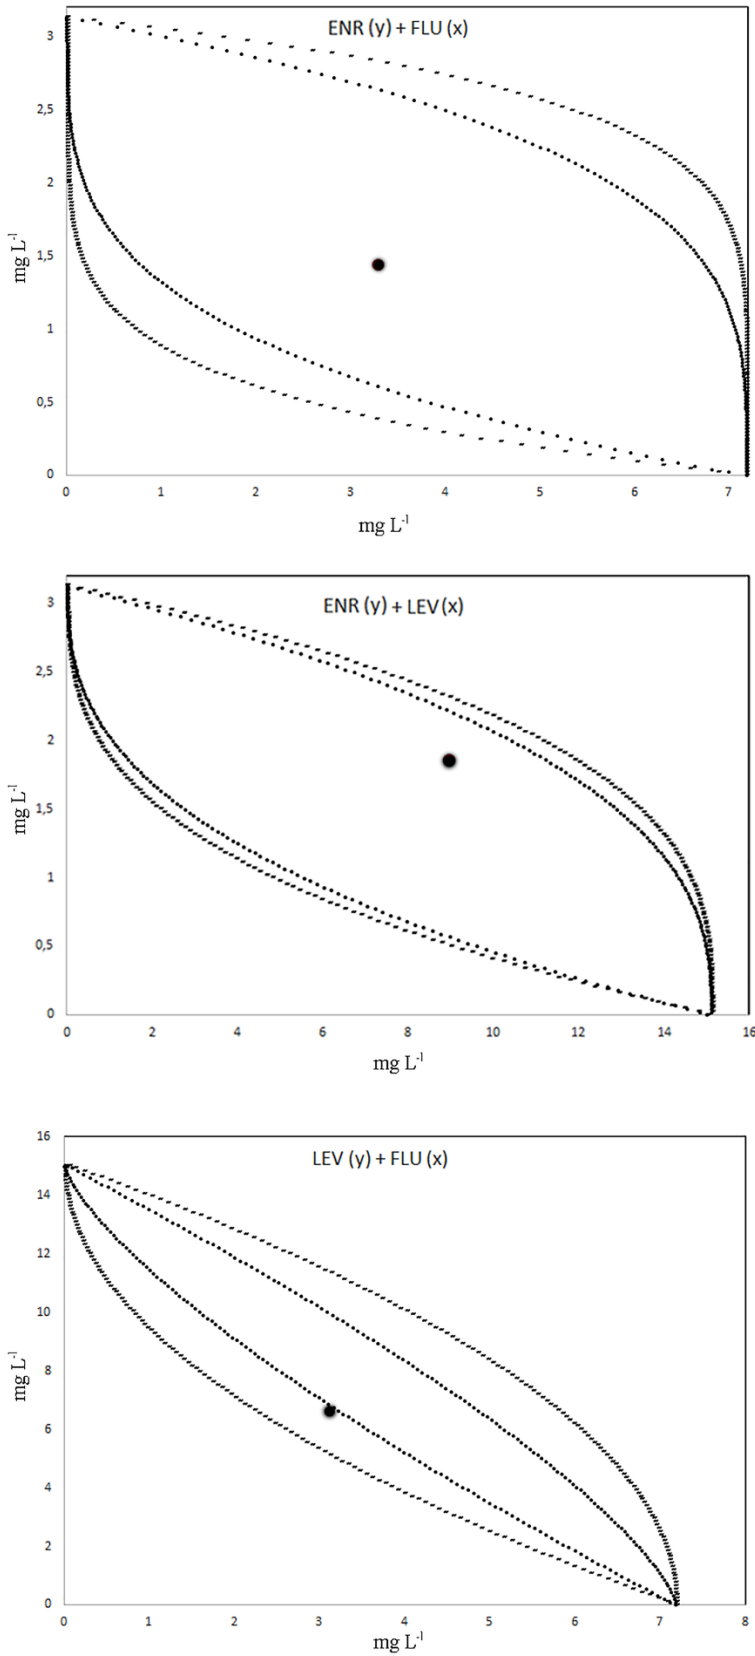 ENR (y) + FLU (x)
3
2,5
2
1,5
1
0,5
0
mg L-1
0 1 2 3 4 5 6 7
mg L-1
ENR (y) + LEV (x)
3
2,5
2
1,5
1
0,5
0
mg L-1
0 2 4 6 8 10 12 14 16
mg L-1
LEV (y) + FLU (x)
16
14
12
10
8
6
4
2
0
mg L-1
0 1 2 3 4 5 6 7 8
mg L-1